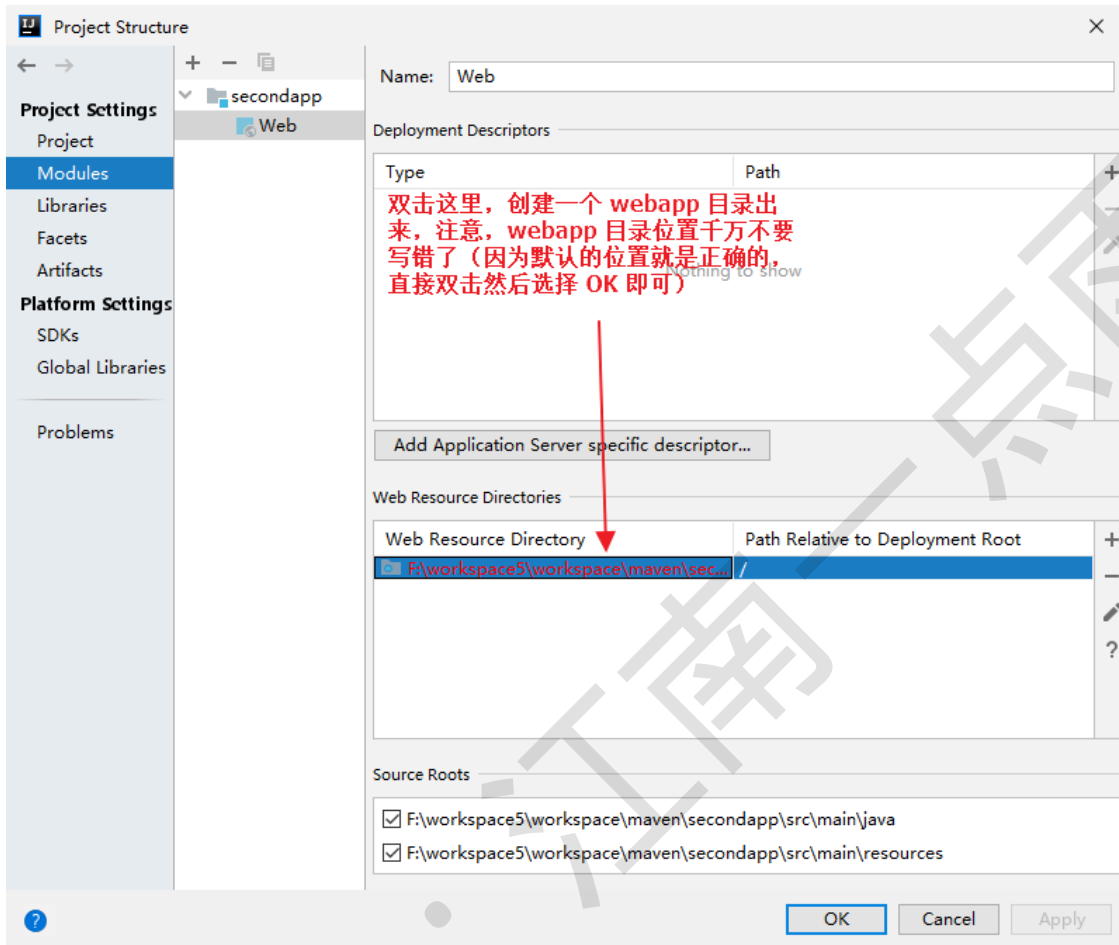 Project Structure
Name: Web
Project Settings
secondapp
Project
Web
Deployment Descriptors
Modules
Type Path
Libraries
双击这里，创建一个 webapp 目录出
来，注意，webapp 目录位置千万不要
写错了（因为默认的位置就是正确的，
直接双击然后选择 OK 即可）
Nothing to show
Facets
Artifacts
Platform Settings
SDKs
Global Libraries
Problems
Add Application Server specific descriptor...
Web Resource Directories
Web Resource Directory Path Relative to Deployment Root
F:\workspace5\workspace\maven\sec... /
Source Roots
F:\workspace5\workspace\maven\secondapp\src\main\java
F:\workspace5\workspace\maven\secondapp\src\main\resources
OK Cancel Apply
江南一点雨